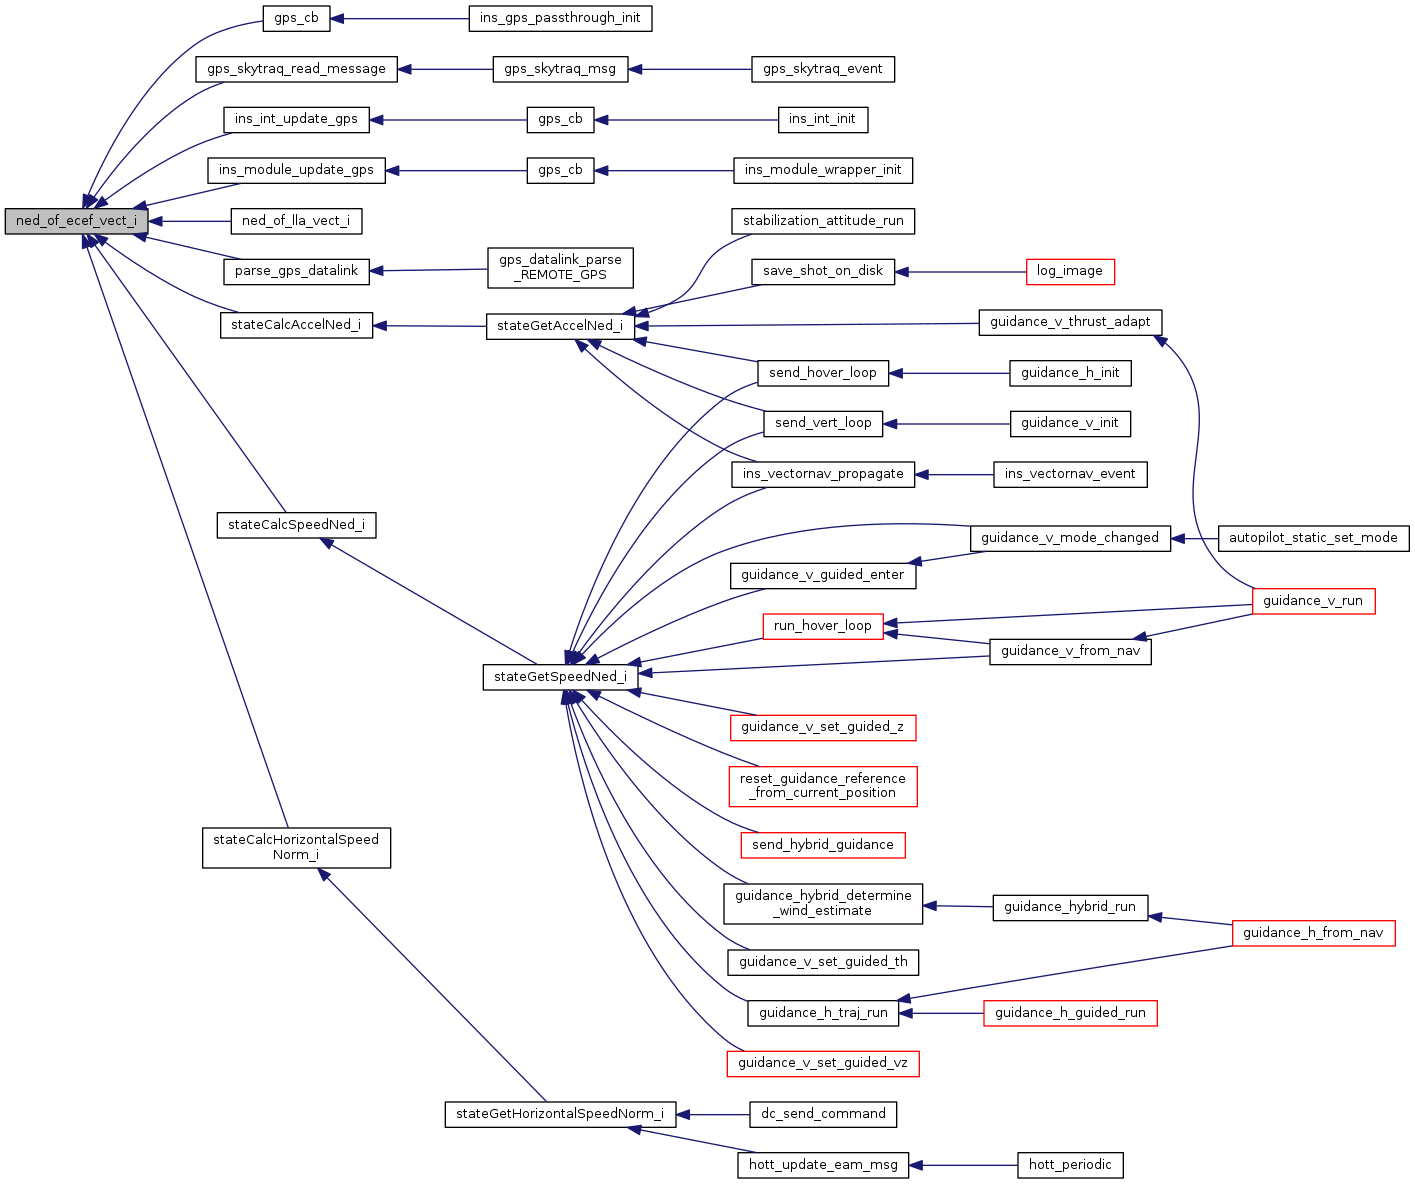 gps_cb
ins_gps_passthrough_init
gps_skytraq_read_message
gps_skytraq_msg
gps_skytraq_event
ins_int_update_gps
gps_cb
ins_int_init
ins_module_update_gps
gps_cb
ins_module_wrapper_init
ned_of_ecef_vect_i
ned_of_lla_vect_i
stabilization_attitude_run
parse_gps_datalink
gps_datalink_parse
_REMOTE_GPS
save_shot_on_disk
log_image
stateCalcAccelNed_i
stateGetAccelNed_i
guidance_v_thrust_adapt
send_hover_loop
guidance_h_init
send_vert_loop
guidance_v_init
ins_vectornav_propagate
ins_vectornav_event
stateCalcSpeedNed_i
guidance_v_mode_changed
autopilot_static_set_mode
guidance_v_guided_enter
guidance_v_run
run_hover_loop
guidance_v_from_nav
stateGetSpeedNed_i
guidance_v_set_guided_z
reset_guidance_reference
_from_current_position
stateCalcHorizontalSpeed
Norm_i
send_hybrid_guidance
guidance_hybrid_determine
_wind_estimate
guidance_hybrid_run
guidance_h_from_nav
guidance_v_set_guided_th
guidance_h_traj_run
guidance_h_guided_run
guidance_v_set_guided_vz
stateGetHorizontalSpeedNorm_i
dc_send_command
hott_update_eam_msg
hott_periodic